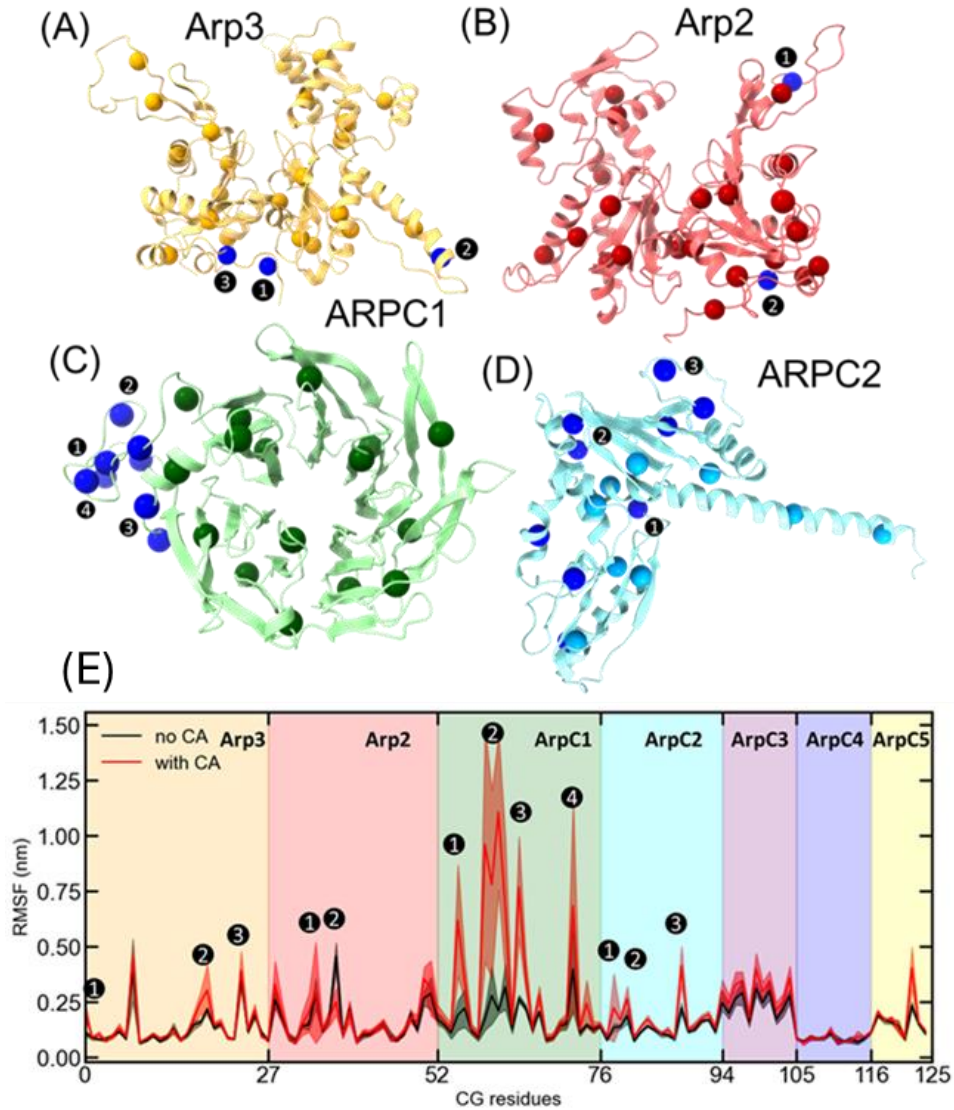 (A) Arp3
2
3
1
(B) Arp2
1
2
(C) ARPC1
2
1
4
3
(D) ARPC2
3
2
1
(E)
1.50
1.25
1.00
0.75
0.50
0.25
0.00
RMSF (nm)
no CA
with CA
Arp3 Arp2 ArpC1 ArpC2 ArpC3 ArpC4 ArpC5
1 2 3 1 2 1 2 3 4 1 2 3
0 27 52 76 94 105 116 125
CG residues